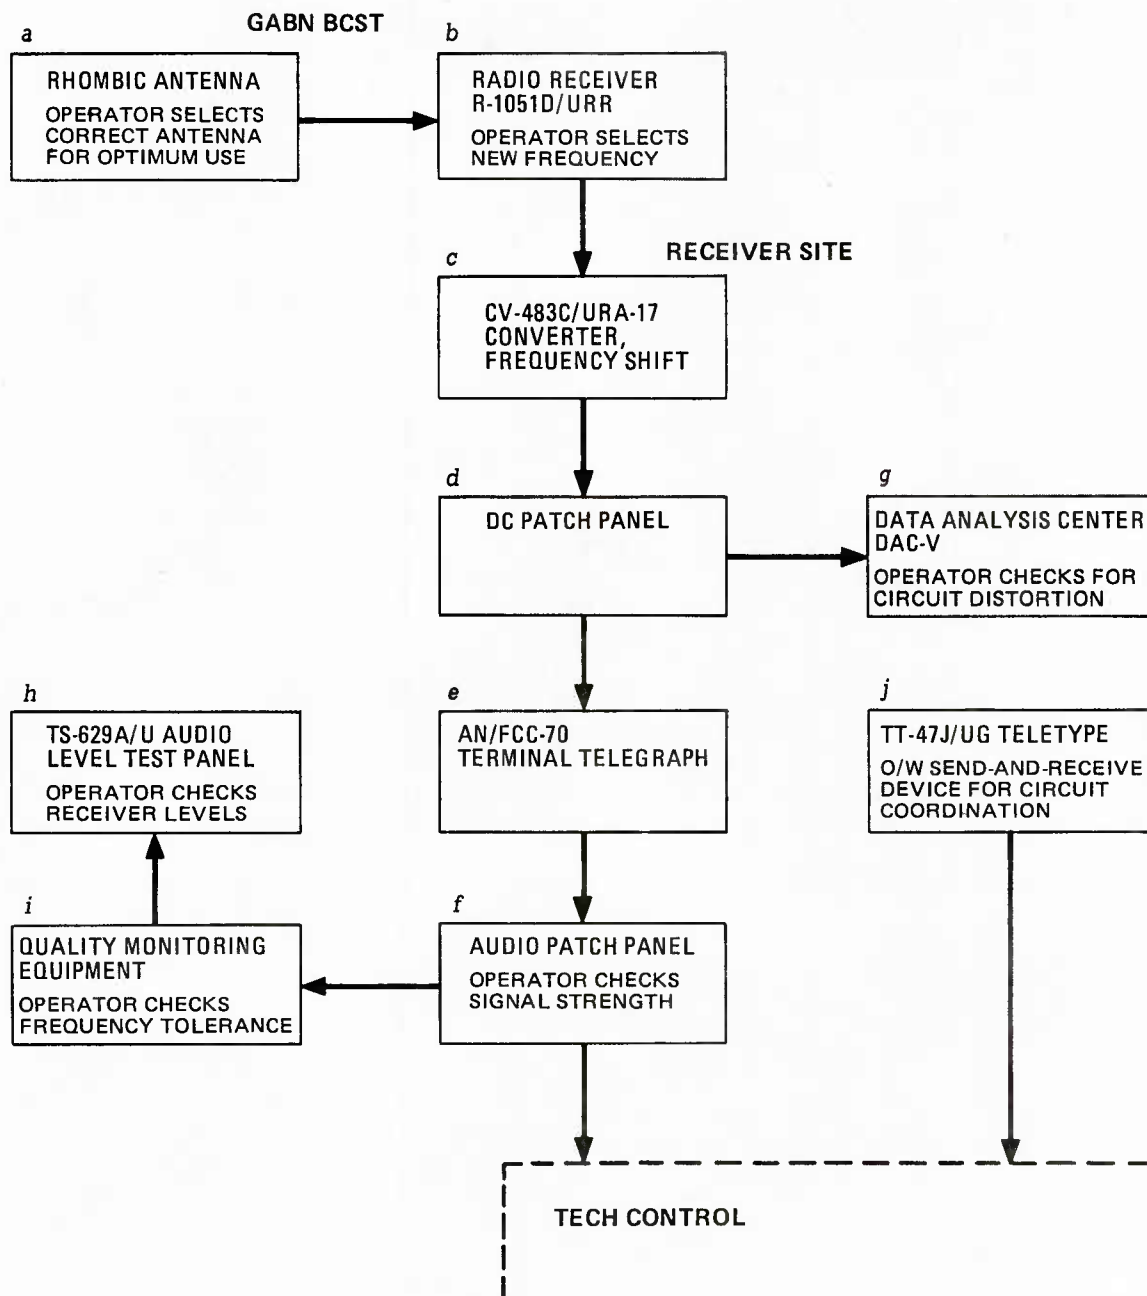 GABN BCST
a
RHOMBIC ANTENNA
OPERATOR SELECTS
CORRECT ANTENNA
FOR OPTIMUM USE
b
RADIO RECEIVER
R-1051D/URR
OPERATOR SELECTS
NEW FREQUENCY
RECEIVER SITE
c
CV-483C/URA-17
CONVERTER,
FREQUENCY SHIFT
d
DC PATCH PANEL
g
DATA ANALYSIS CENTER
DAC-V
OPERATOR CHECKS FOR
CIRCUIT DISTORTION
h
TS-629A/U AUDIO
LEVEL TEST PANEL
OPERATOR CHECKS
RECEIVER LEVELS
e
AN/FCC-70
TERMINAL TELEGRAPH
j
TT-47J/UG TELETYPE
O/W SEND-AND-RECEIVE
DEVICE FOR CIRCUIT
COORDINATION
i
QUALITY MONITORING
EQUIPMENT
OPERATOR CHECKS
FREQUENCY TOLERANCE
f
AUDIO PATCH PANEL
OPERATOR CHECKS
SIGNAL STRENGTH
TECH CONTROL